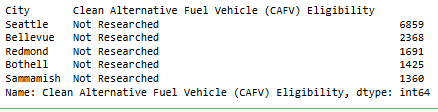 City Clean Alternative Fuel Vehicle (CAFV) Eligibility
Seattle Not Researched 6859
Bellevue Not Researched 2368
Redmond Not Researched 1691
Bothell Not Researched 1425
Sammamish Not Researched 1360
Name: Clean Alternative Fuel Vehicle (CAFV) Eligibility, dtype: int64